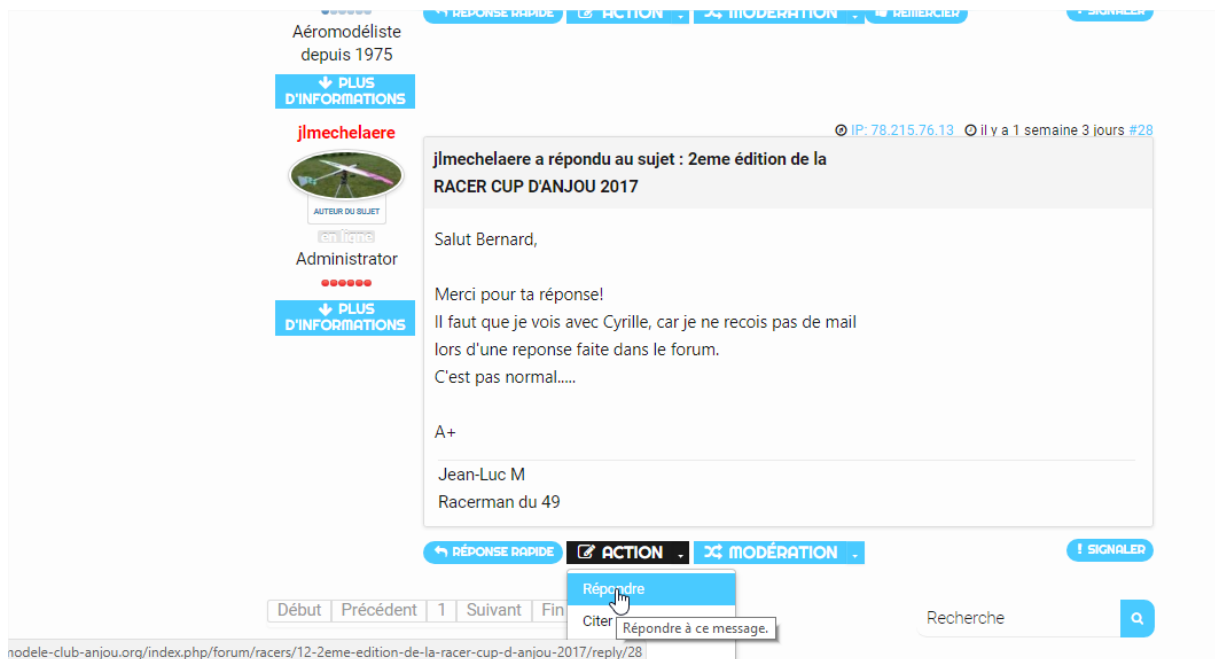 RÉPONSE RAPIDE ACTION MODÉRATION REMERCIER ! SIGNALER
Aéromodéliste
depuis 1975
PLUS
D'INFORMATIONS
jlmechelaere
IP: 78.215.76.13 il y a 1 semaine 3 jours #28
jlmechelaere a répondu au sujet : 2eme édition de la
RACER CUP D'ANJOU 2017
AUTEUR DU SUJET
en ligne
Administrator
PLUS
D'INFORMATIONS
Salut Bernard,
Merci pour ta réponse!
Il faut que je vois avec Cyrille, car je ne recois pas de mail
lors d'une reponse faite dans le forum.
C'est pas normal.....
A+
Jean-Luc M
Racerman du 49
RÉPONSE RAPIDE ACTION MODÉRATION ! SIGNALER
Répondre
Citer
Répondre à ce message.
Début Précédent 1 Suivant Fin
Recherche
modele-club-anjou.org/index.php/forum/racers/12-2eme-edition-de-la-racer-cup-d-anjou-2017/reply/28